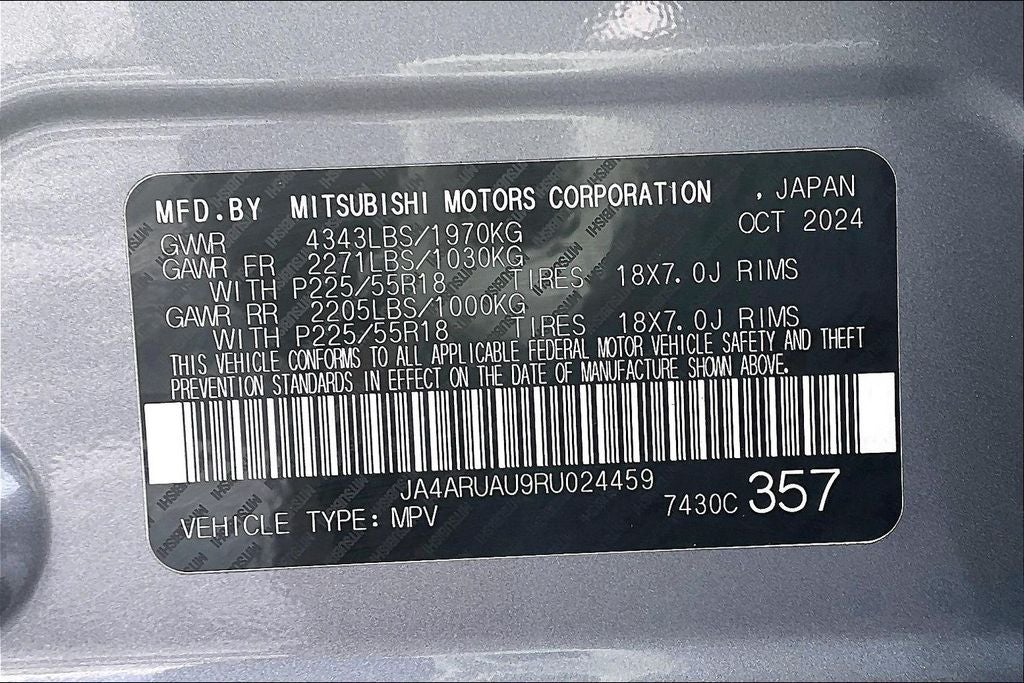 MFD.BY MITSUBISHI MOTORS CORPORATION , JAPAN
GWWR 4343LBS/1970KG OCT 2024
GAWR FR 2271LBS/1030KG
WITH P225/55R18 TIRES 18X7.0J RIMS
GAWR RR 2205LBS/1000KG
WITH P225/55R18 TIRES 18X7.0J RIMS
THIS VEHICLE CONFORMS TO ALL APPLICABLE FEDERAL MOTOR VEHICLE SAFETY AND THEFT
PREVENTION STANDARDS IN EFFECT ON THE DATE OF MANUFACTURE SHOWN ABOVE.
JA4ARUAU9RU024459
VEHICLE TYPE: MPV 7430C 357